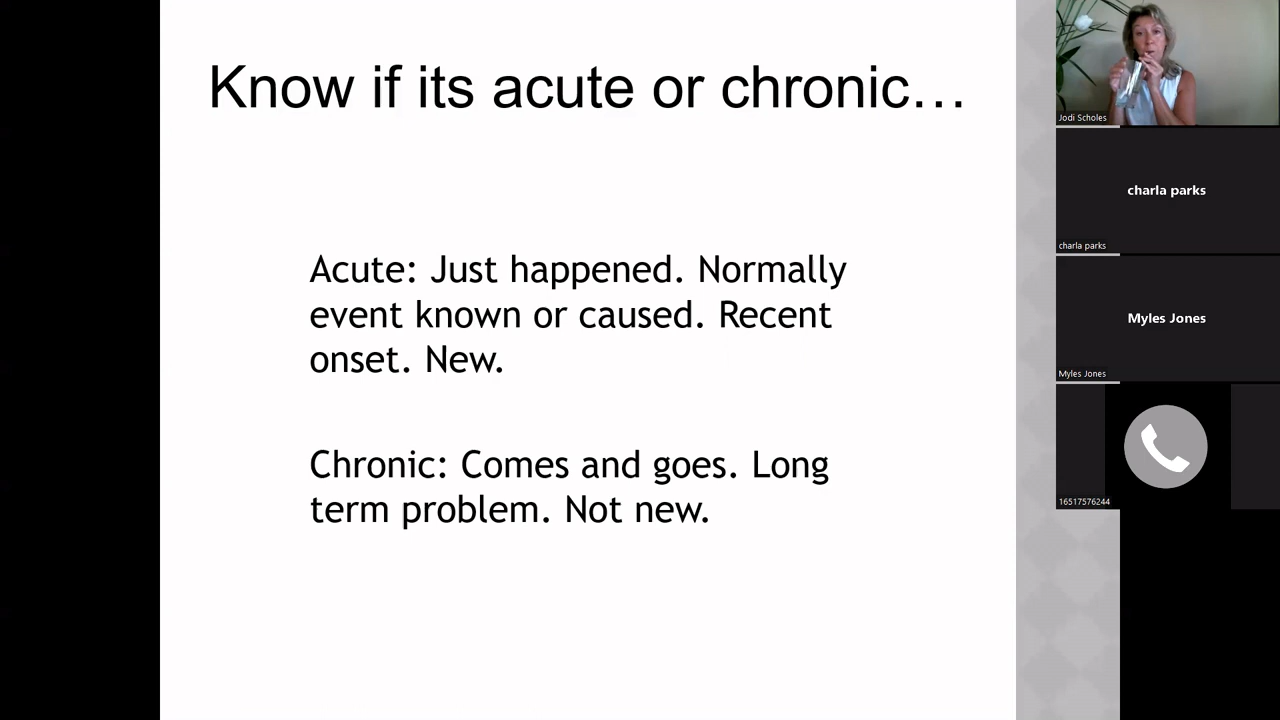 Know if its acute or chronic…
Acute: Just happened. Normally
event known or caused. Recent
onset. New.
Chronic: Comes and goes. Long
term problem. Not new.
Jodi Scholes
charla parks
charla parks
Myles Jones
Myles Jones
16517576244